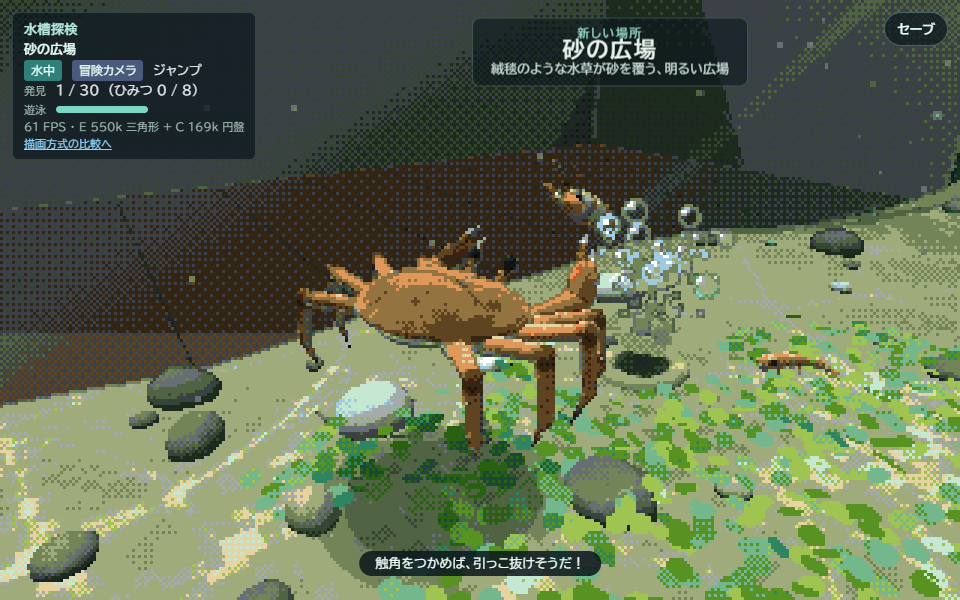 水槽探検
砂の広場
水中 冒険カメラ ジャンプ
発見 1 / 30（ひみつ 0 / 8）
遊泳
61 FPS・E 550k 三角形 + C 169k 円盤
描画方式の比較へ
新しい場所
砂の広場
絨毯のような水草が砂を覆う、明るい広場
セーブ
触角をつかめば、引っこ抜けそうだ！